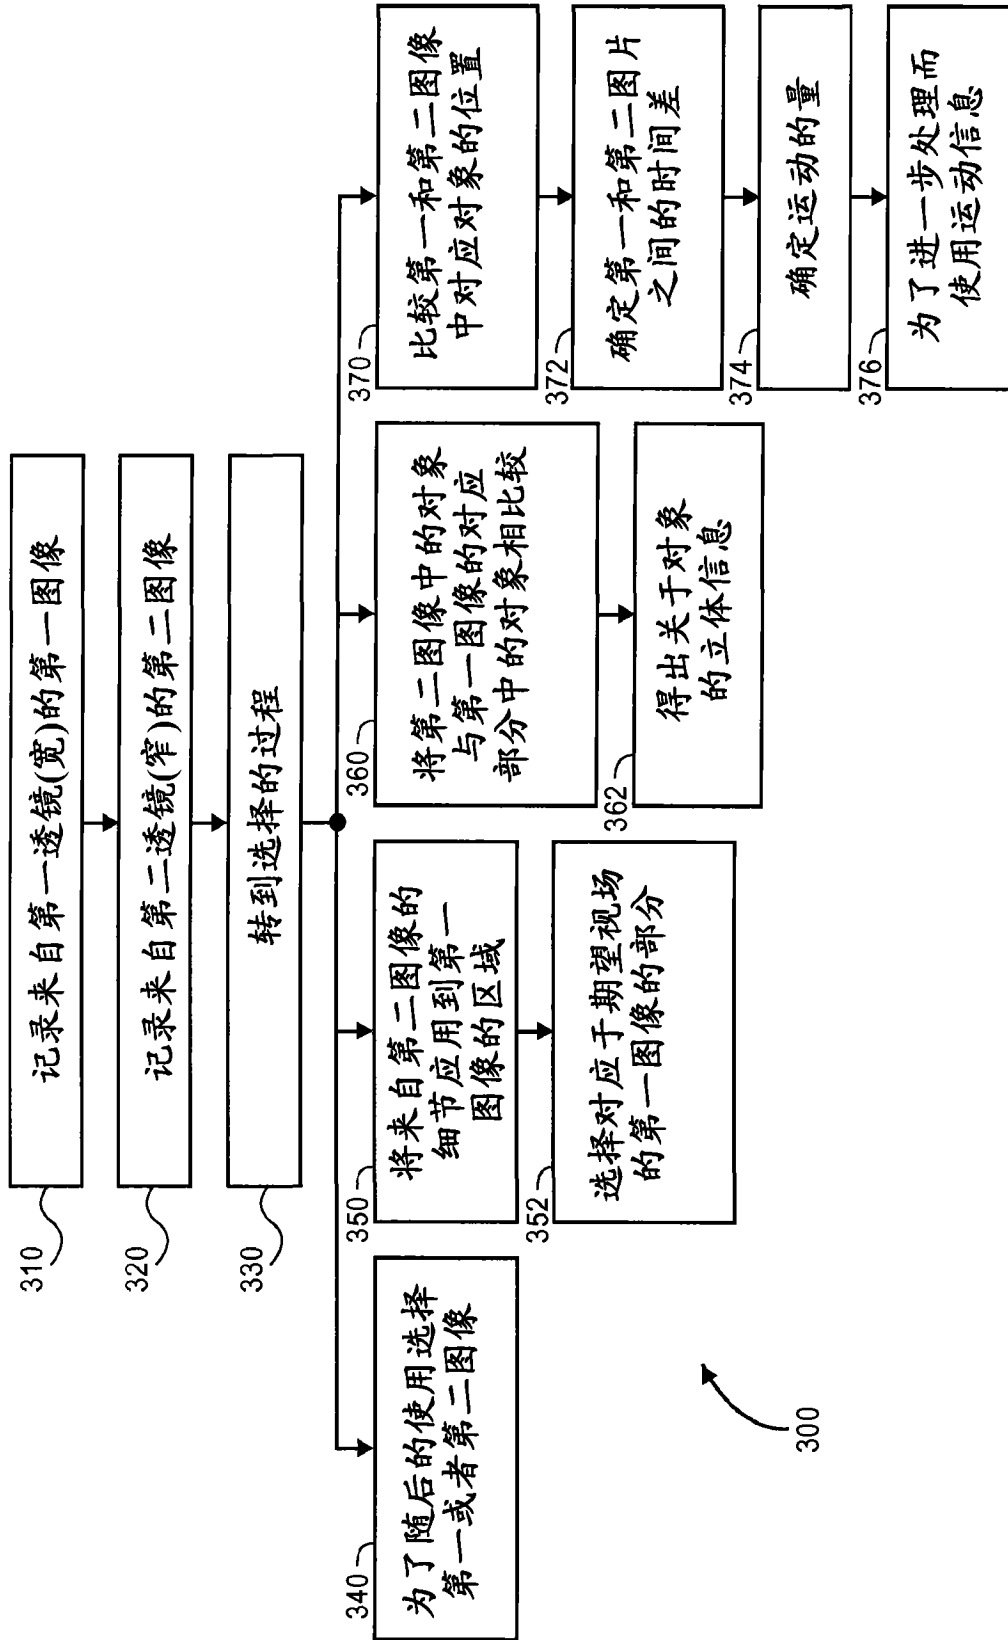 310
记录来自第一透镜(宽)的第一图像
320
记录来自第二透镜(窄)的第二图像
330
转到选择的过程
340
为了随后的使用选择
第一或者第二图像
350
将来自第二图像的
细节应用到第一
图像的区域
352
选择对应于期望视场
的第一图像的部分
360
将第二图像中的对象
与第一图像的对应
部分中的对象相比较
362
得出关于对象
的立体信息
370
比较第一和第二图像
中对应对象的位置
372
确定第一和第二图片
之间的时间差
374
确定运动的量
376
为了进一步处理而
使用运动信息
300